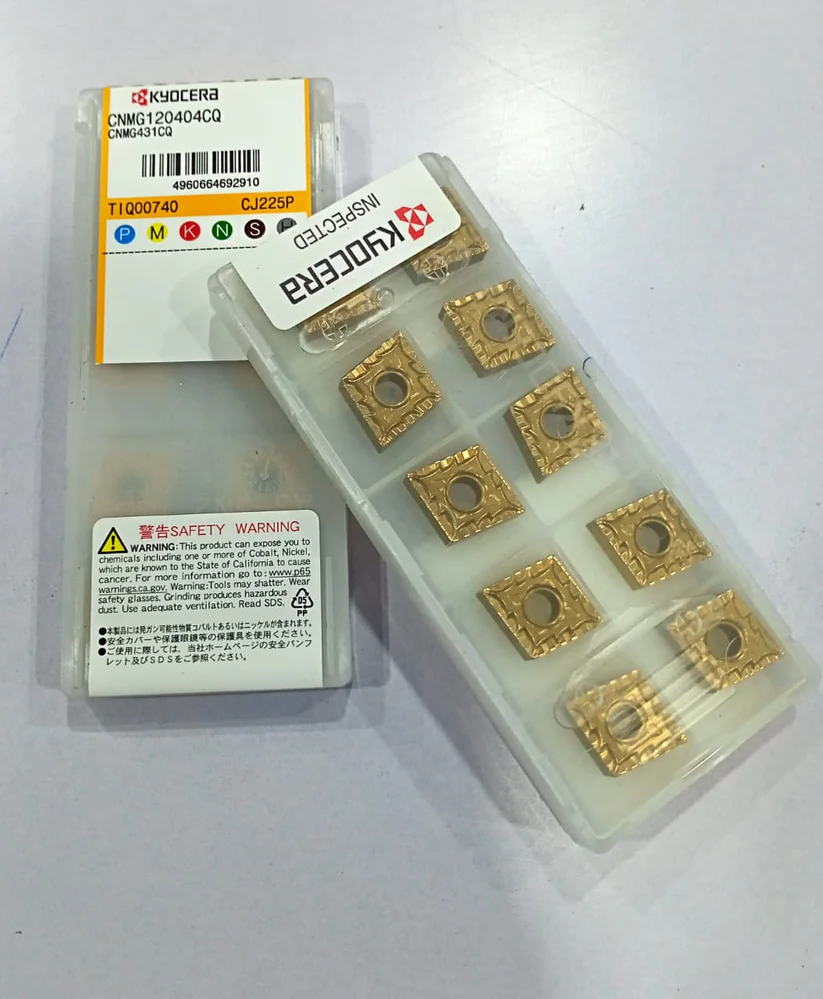 KYOCERA
CNMG120404CQ
CNMG431CQ
4960664692910
TIQ00740 CJ225P
P M K N S H
KYOCERA
INSPECTED
警告SAFETY WARNING
WARNING: This product can expose you to
chemicals including one or more of Cobalt, Nickel,
which are known to the State of California to cause
cancer. For more information go to: www.p65
warnings.ca.gov. Warning:Tools may shatter. Wear
safety glasses. Grinding produces hazardous
dust. Use adequate ventilation. Read SDS.
05
PP
●本製品には発ガン可能性物質コバルトあるいはニッケルが含まれます。
●安全カバーや保護眼鏡等の保護具を使用ください。
●ご使用に際しては、当社ホームページの安全パンフ
レット及びSDSをご参照ください。